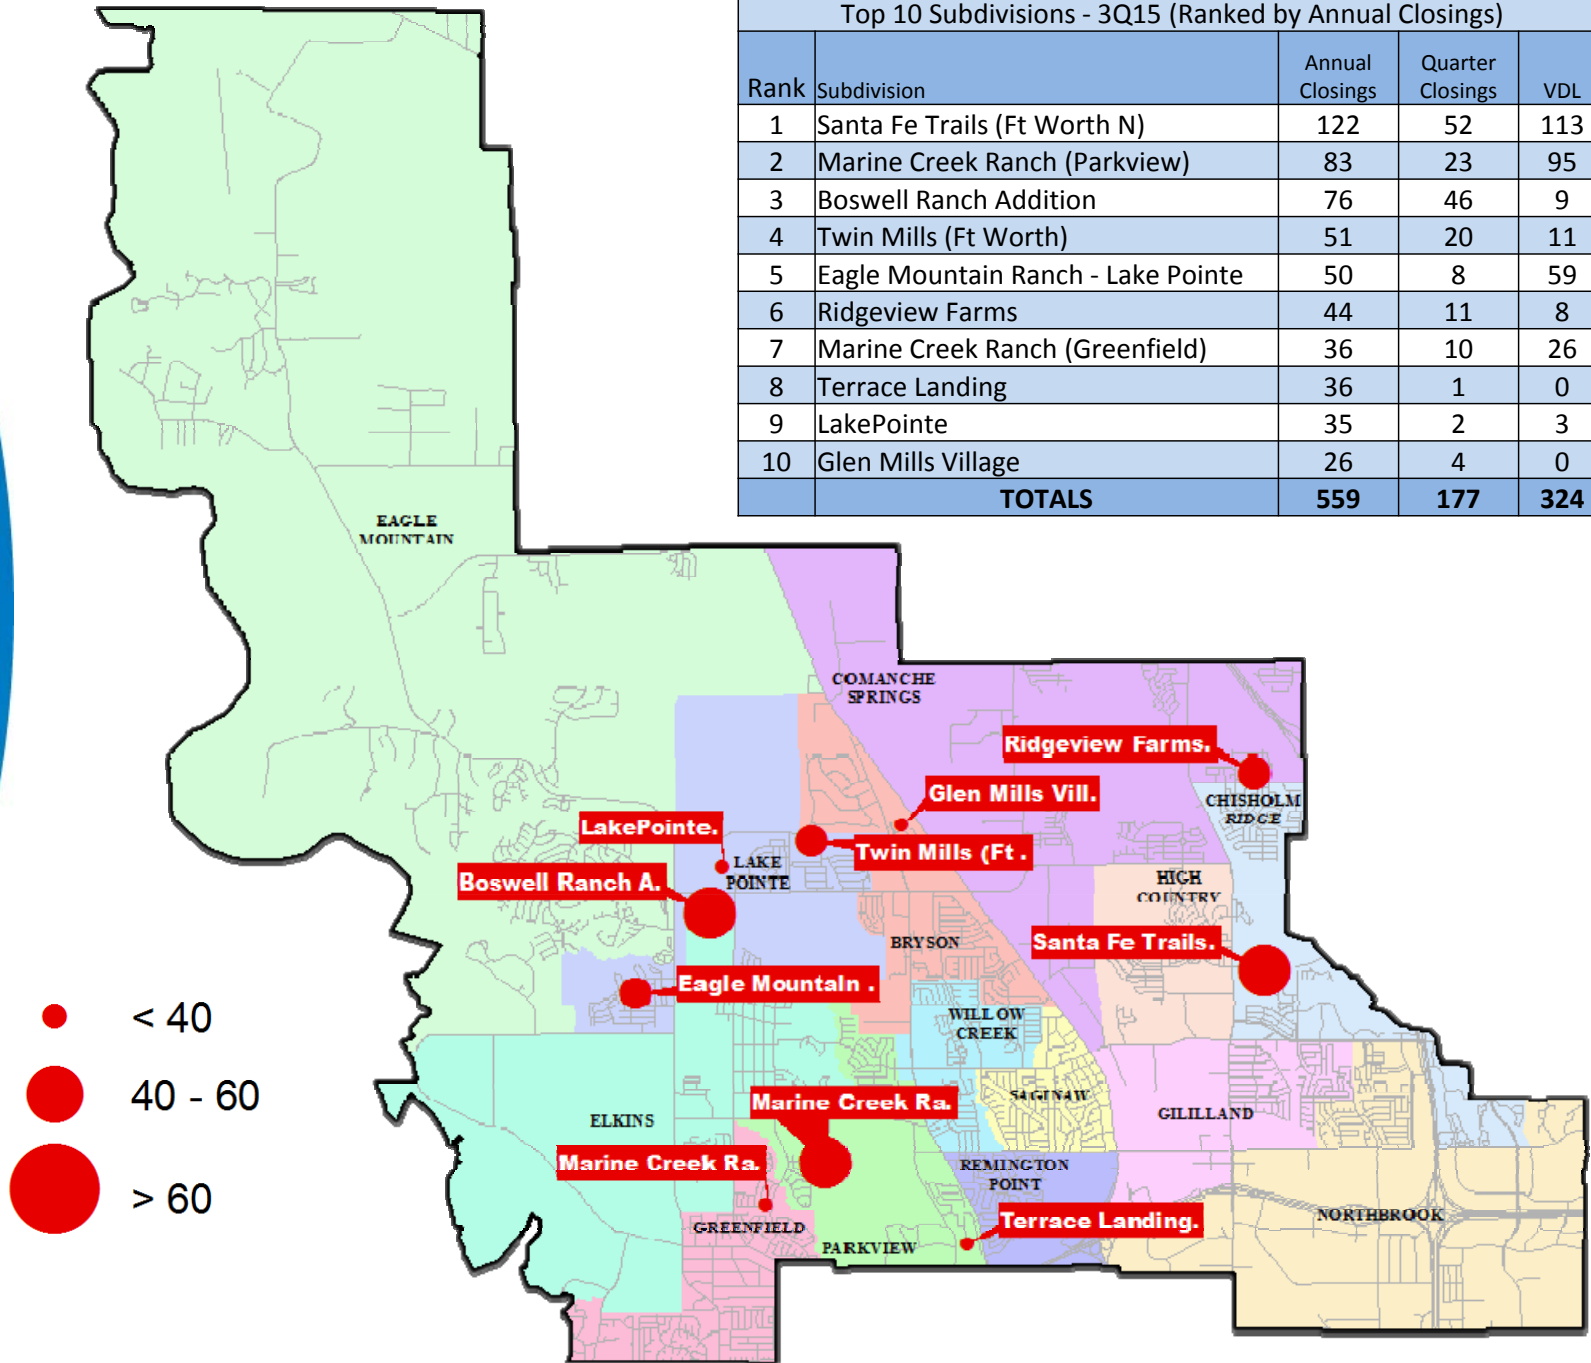 Top 10 Subdivisions - 3Q15 (Ranked by Annual Closings)
Rank Subdivision Annual Closings Quarter Closings VDL
1 Santa Fe Trails (Ft Worth N) 122 52 113
2 Marine Creek Ranch (Parkview) 83 23 95
3 Boswell Ranch Addition 76 46 9
4 Twin Mills (Ft Worth) 51 20 11
5 Eagle Mountain Ranch - Lake Pointe 50 8 59
6 Ridgeview Farms 44 11 8
7 Marine Creek Ranch (Greenfield) 36 10 26
8 Terrace Landing 36 1 0
9 LakePointe 35 2 3
10 Glen Mills Village 26 4 0
TOTALS 559 177 324
EAGLE
MOUNTAIN
COMANCHE
SPRINGS
Ridgeview Farms.
Glen Mills Vill.
CHISHOLM
RIDGE
LakePointe.
Twin Mills (Ft .
LAKE
POINTE
Boswell Ranch A.
HIGH
COUNTRY
BRYSON
Santa Fe Trails.
Eagle Mountain .
WILLOW
CREEK
< 40
40 - 60
> 60
SAGINAW
Marine Creek Ra.
GILILLAND
ELKINS
Marine Creek Ra.
REMINGTON
POINT
Terrace Landing.
NORTHBROOK
GREENFIELD
PARKVIEW